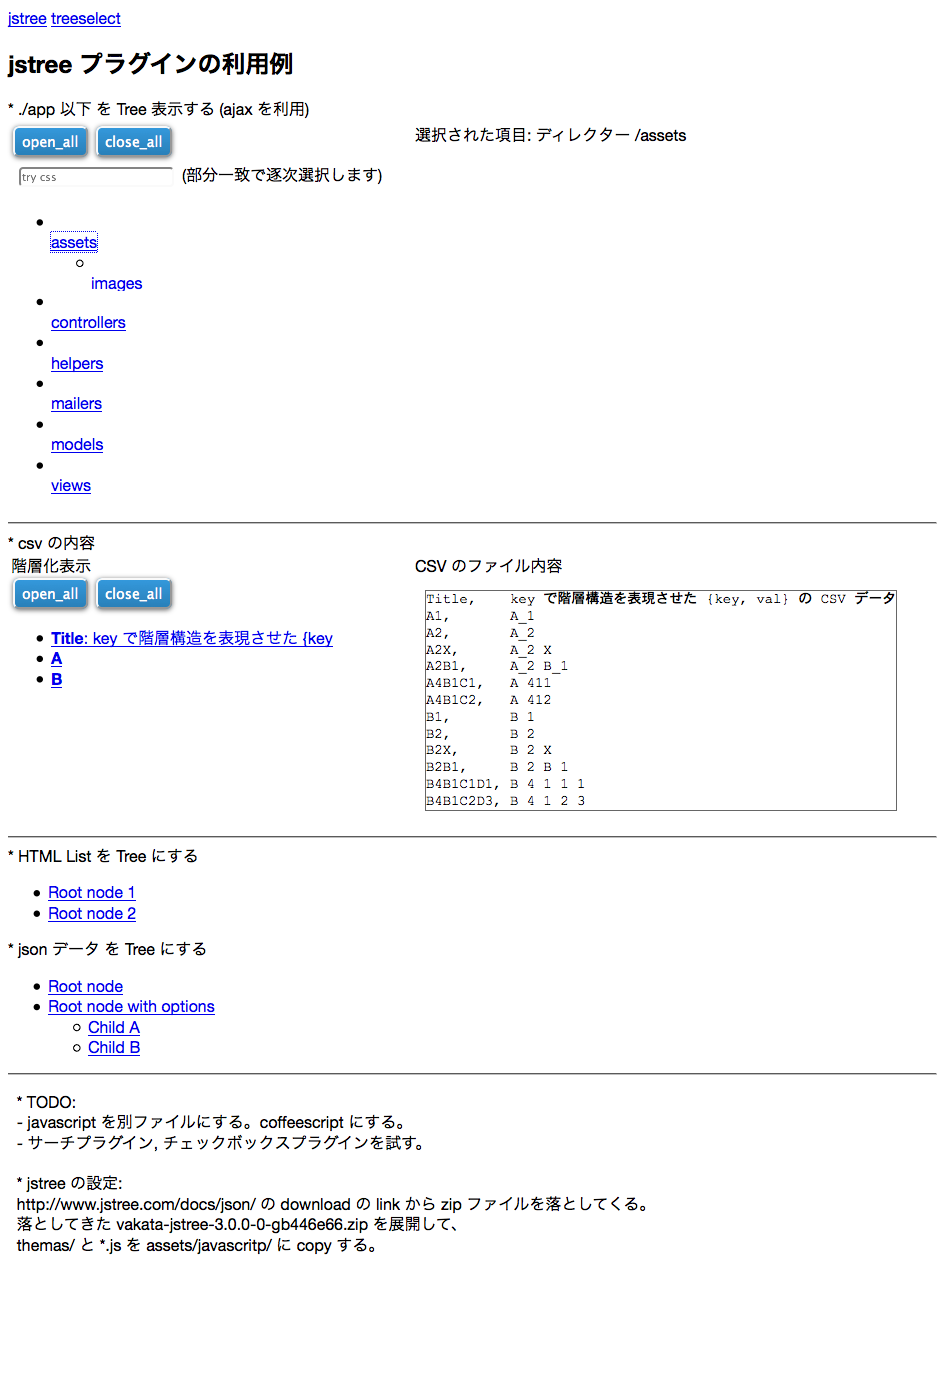 jstree treeselect
jstree プラグインの利用例
* ./app 以下 を Tree 表示する (ajax を利用)
open_all close_all
選択された項目: ディレクター /assets
try css (部分一致で逐次選択します)
assets
images
controllers
helpers
mailers
models
views
* csv の内容
階層化表示
open_all close_all
Title: key で階層構造を表現させた {key
A
B
CSV のファイル内容
Title, key で階層構造を表現させた {key, val} の CSV データ
A1, A_1
A2, A_2
A2X, A_2 X
A2B1, A_2 B_1
A4B1C1, A 411
A4B1C2, A 412
B1, B 1
B2, B 2
B2X, B 2 X
B2B1, B 2 B 1
B4B1C1D1, B 4 1 1 1
B4B1C2D3, B 4 1 2 3
* HTML List を Tree にする
Root node 1
Root node 2
* json データ を Tree にする
Root node
Root node with options
Child A
Child B
* TODO:
- javascript を別ファイルにする。coffeescript にする。
- サーチプラグイン, チェックボックスプラグインを試す。
* jstree の設定:
http://www.jstree.com/docs/json/ の download の link から zip ファイルを落としてくる。
落としてきた vakata-jstree-3.0.0-0-gb446e66.zip を展開して、
themas/ と *.js を assets/javascritp/ に copy する。